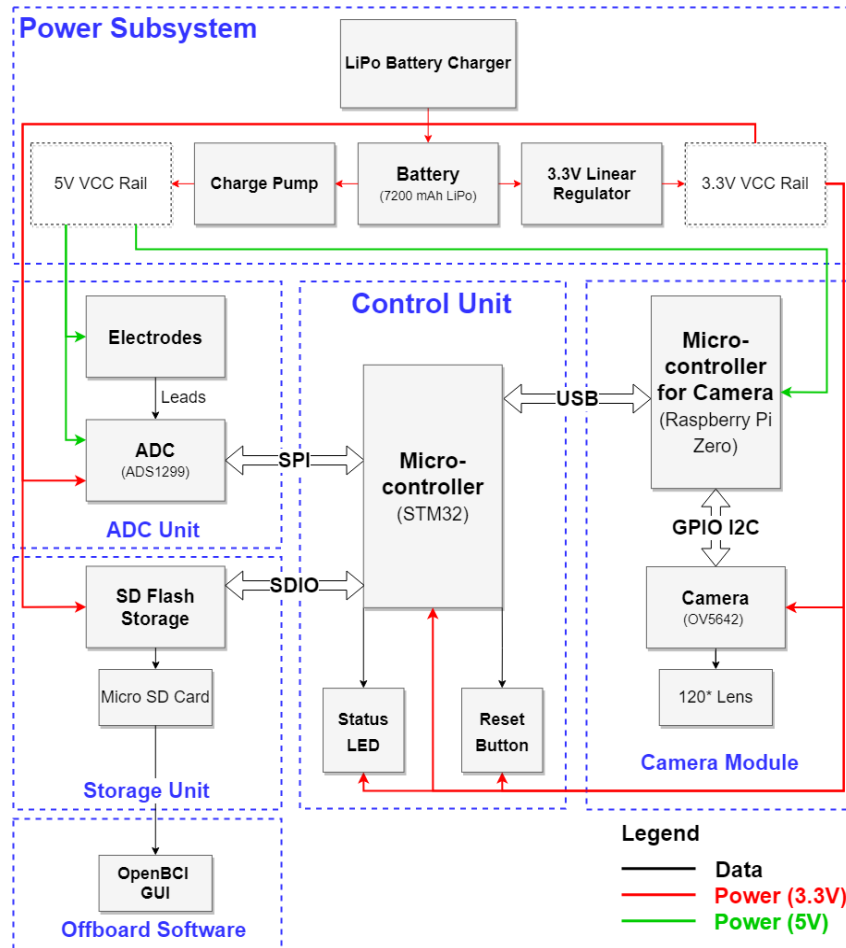 Power Subsystem
LiPo Battery Charger
5V VCC Rail
Charge Pump
Battery
(7200 mAh LiPo)
3.3V Linear
Regulator
3.3V VCC Rail
Control Unit
Electrodes
Leads
ADC
(ADS1299)
ADC Unit
SPI
Micro-
controller
(STM32)
USB
Micro-
controller
for Camera
(Raspberry Pi
Zero)
GPIO I2C
Camera
(OV5642)
120* Lens
Camera Module
SD Flash
Storage
SDIO
Micro SD Card
Storage Unit
Status
LED
Reset
Button
OpenBCI
GUI
Offboard Software
Legend
Data
Power (3.3V)
Power (5V)